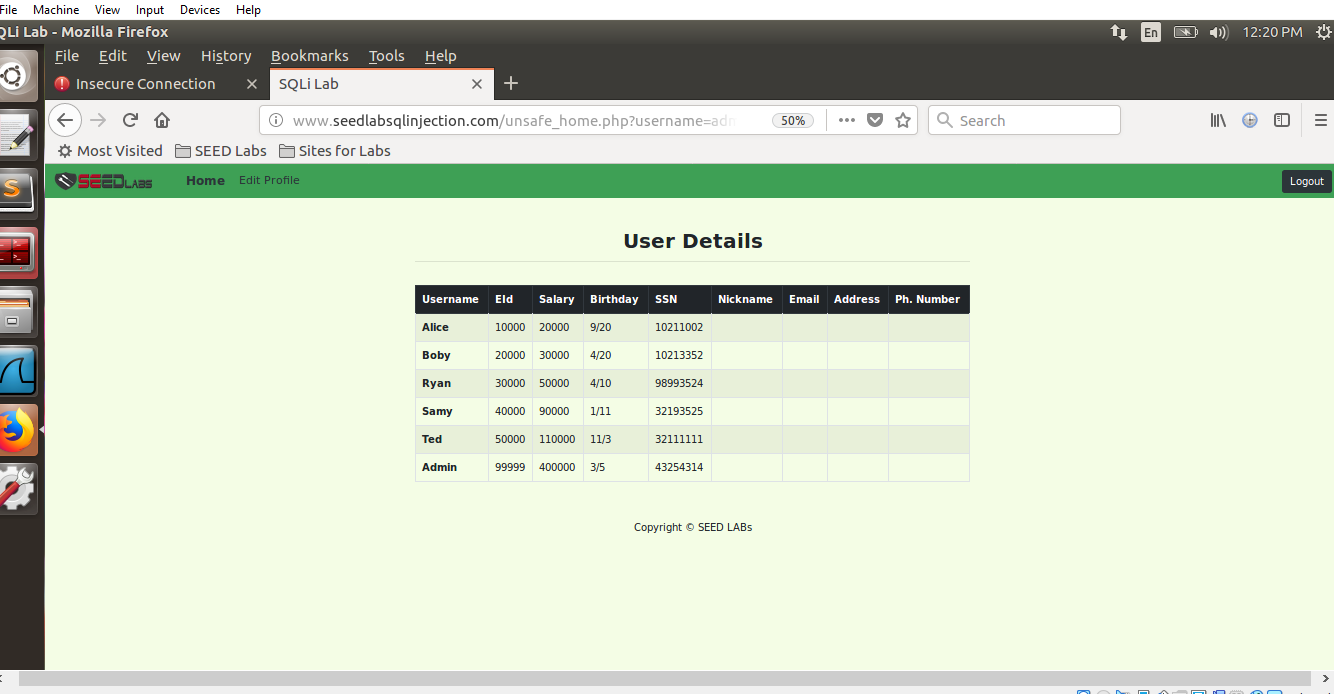 File Machine View Input Devices Help
QLi Lab - Mozilla Firefox En 12:20 PM
File Edit View History Bookmarks Tools Help
Insecure Connection SQLi Lab
www.seedlabsqlinjection.com/unsafe_home.php?username=adm 50% Search
Most Visited SEED Labs Sites for Labs
SEEDLABS Home Edit Profile Logout
User Details
Username EId Salary Birthday SSN Nickname Email Address Ph. Number
Alice 10000 20000 9/20 10211002
Boby 20000 30000 4/20 10213352
Ryan 30000 50000 4/10 98993524
Samy 40000 90000 1/11 32193525
Ted 50000 110000 11/3 32111111
Admin 99999 400000 3/5 43254314
Copyright © SEED LABs